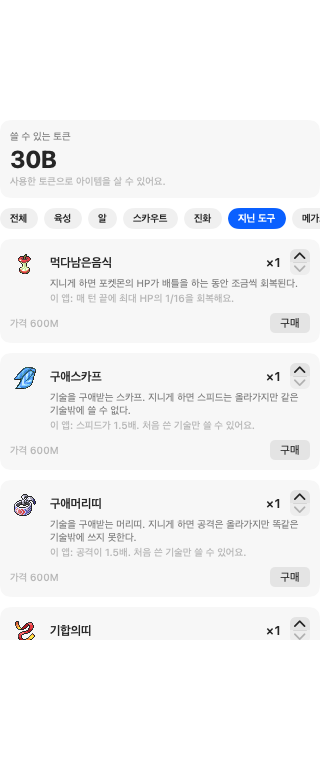 쓸 수 있는 토큰
30B
사용한 토큰으로 아이템을 살 수 있어요.
전체 육성 알 스카우트 진화 지닌 도구 메가
먹다남은음식 ×1
지니게 하면 포켓몬의 HP가 배틀을 하는 동안 조금씩 회복된다.
이 앱: 매 턴 끝에 최대 HP의 1/16을 회복해요.
가격 600M 구매
구애스카프 ×1
기술을 구애받는 스카프. 지니게 하면 스피드는 올라가지만 같은
기술밖에 쓸 수 없다.
이 앱: 스피드가 1.5배. 처음 쓴 기술만 쓸 수 있어요.
가격 600M 구매
구애머리띠 ×1
기술을 구애받는 머리띠. 지니게 하면 공격은 올라가지만 똑같은
기술밖에 쓰지 못한다.
이 앱: 공격이 1.5배. 처음 쓴 기술만 쓸 수 있어요.
가격 600M 구매
기합의띠 ×1